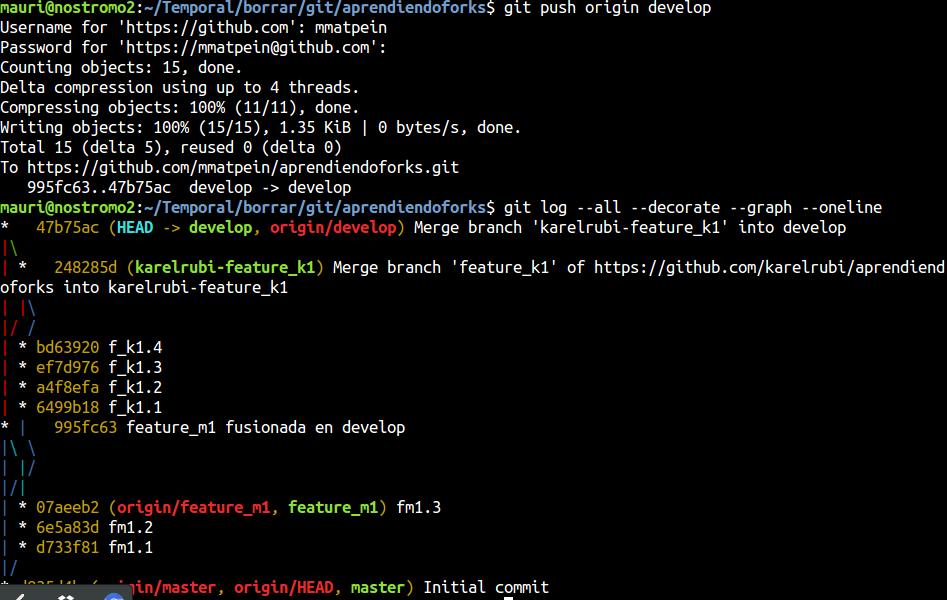 mauri@nostromo2:~/Temporal/borrar/git/aprendiendoforks$ git push origin develop
Username for 'https://github.com': mmatpein
Password for 'https://mmatpein@github.com':
Counting objects: 15, done.
Delta compression using up to 4 threads.
Compressing objects: 100% (11/11), done.
Writing objects: 100% (15/15), 1.35 KiB | 0 bytes/s, done.
Total 15 (delta 5), reused 0 (delta 0)
To https://github.com/mmatpein/aprendiendoforks.git
   995fc63..47b75ac  develop -> develop
mauri@nostromo2:~/Temporal/borrar/git/aprendiendoforks$ git log --all --decorate --graph --oneline
*   47b75ac (HEAD -> develop, origin/develop) Merge branch 'karelrubi-feature_k1' into develop
|\
| *   248285d (karelrubi-feature_k1) Merge branch 'feature_k1' of https://github.com/karelrubi/aprendiend
oforks into karelrubi-feature_k1
| |\
|/ /
| * bd63920 f_k1.4
| * ef7d976 f_k1.3
| * a4f8efa f_k1.2
| * 6499b18 f_k1.1
* |   995fc63 feature_m1 fusionada en develop
|\ \
| |/
|/|
| * 07aeeb2 (origin/feature_m1, feature_m1) fm1.3
| * 6e5a83d fm1.2
| * d733f81 fm1.1
|/
* origin/master, origin/HEAD, master) Initial commit